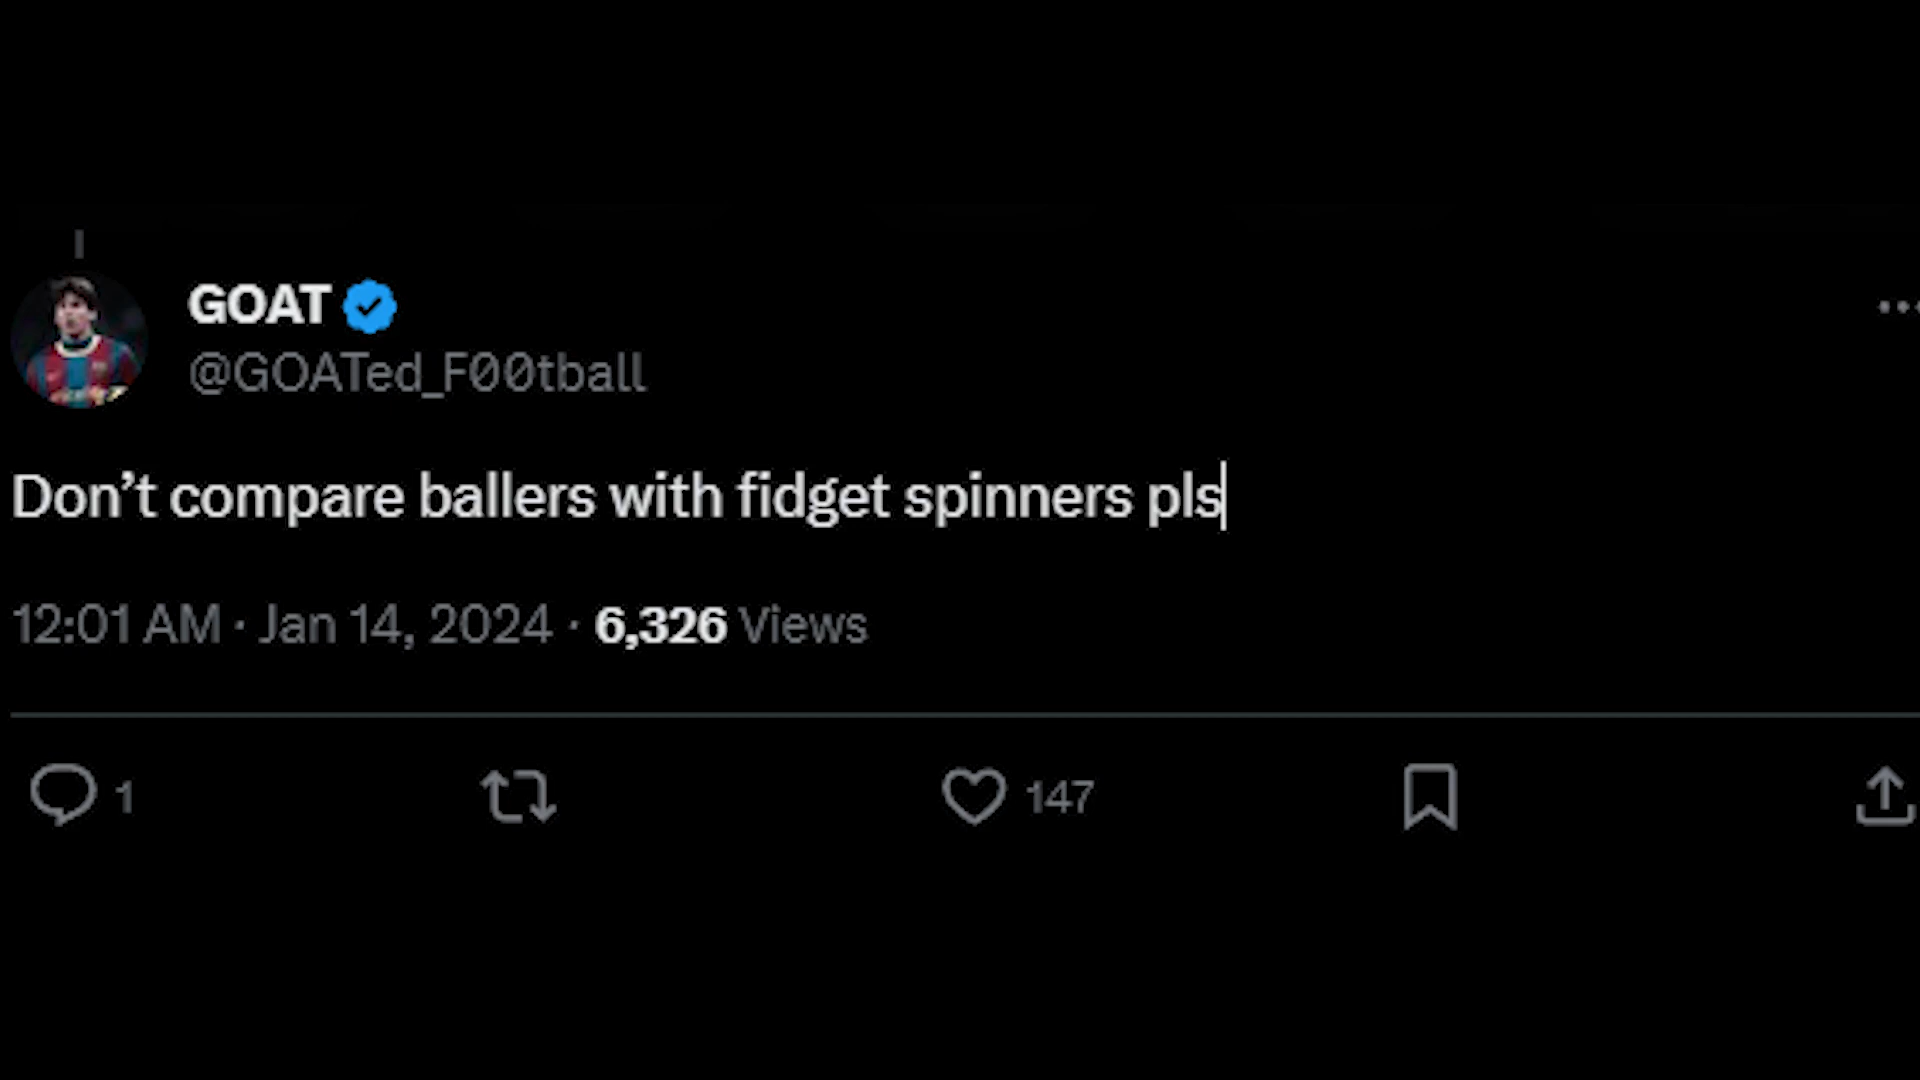 GOAT
@GOATed_F00tball
Don’t compare ballers with fidget spinners pls
12:01 AM · Jan 14, 2024 · 6,326 Views
1 147